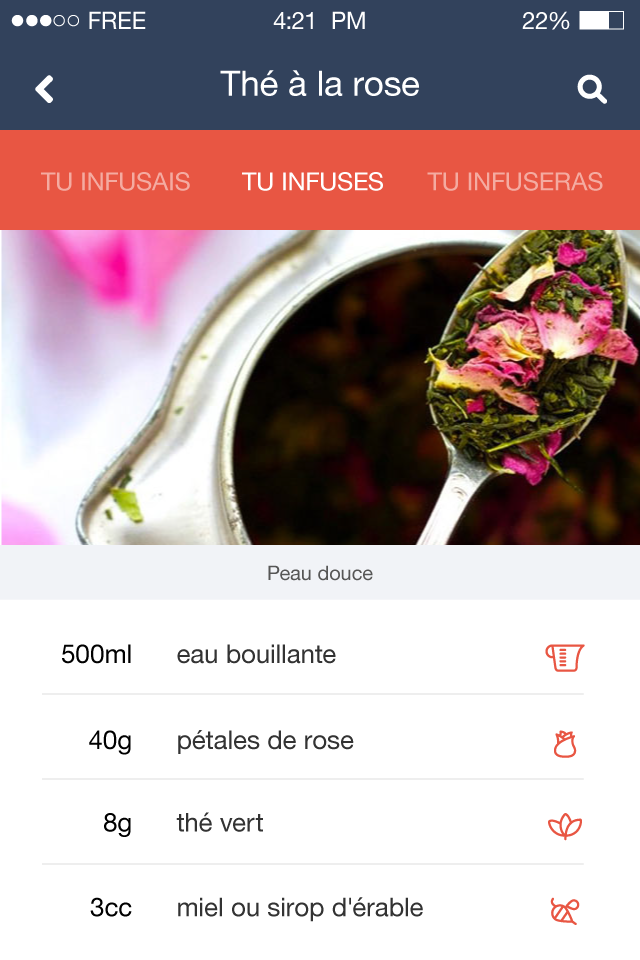 FREE 4:21 PM 22%
Thé à la rose
TU INFUSAIS TU INFUSES TU INFUSERAS
Peau douce
500ml eau bouillante
40g pétales de rose
8g thé vert
3cc miel ou sirop d'érable